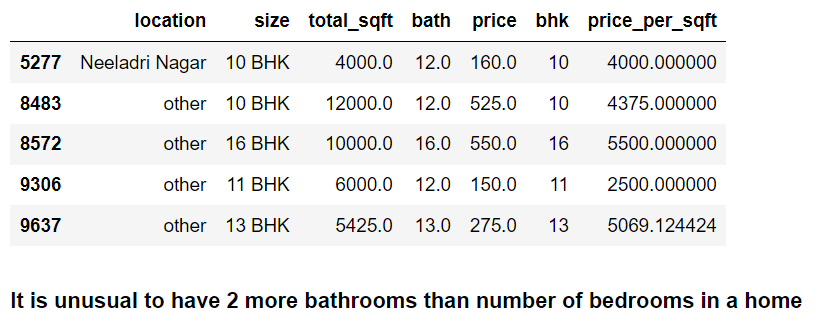 location size total_sqft bath price bhk price_per_sqft
5277 Neeladri Nagar 10 BHK 4000.0 12.0 160.0 10 4000.000000
8483 other 10 BHK 12000.0 12.0 525.0 10 4375.000000
8572 other 16 BHK 10000.0 16.0 550.0 16 5500.000000
9306 other 11 BHK 6000.0 12.0 150.0 11 2500.000000
9637 other 13 BHK 5425.0 13.0 275.0 13 5069.124424
It is unusual to have 2 more bathrooms than number of bedrooms in a home